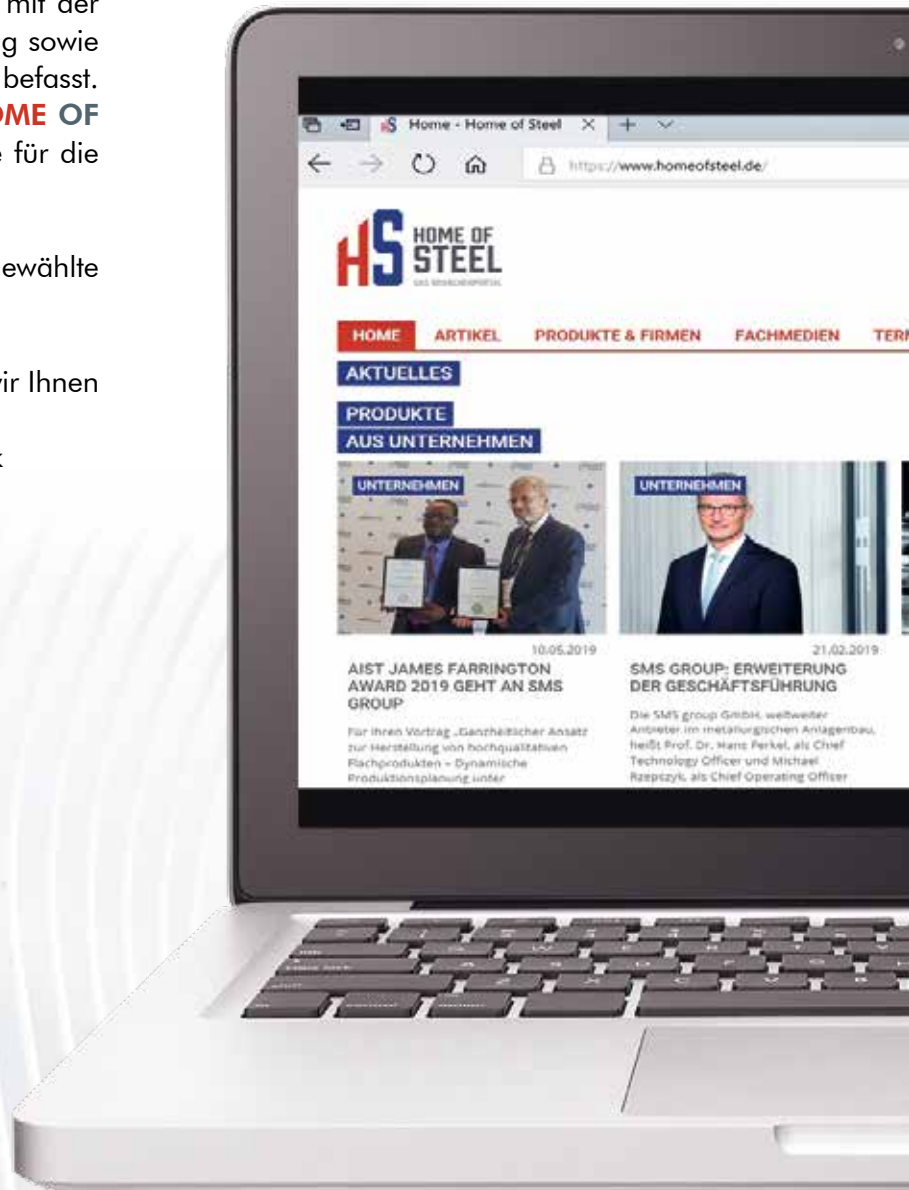 mit der
g sowie
befasst.
OME OF
e für die
ewählte
vir Ihnen
k
Home - Home of Steel
https://www.homeofsteel.de/
HS HOME OF
STEEL
DAS BRANCHENPORTAL
HOME ARTIKEL PRODUKTE & FIRMEN FACHMEDIEN TERM
AKTUELLES
PRODUKTE
AUS UNTERNEHMEN
UNTERNEHMEN
10.05.2019
AIST JAMES FARRINGTON
AWARD 2019 GEHT AN SMS
GROUP
Für ihren Vortrag „Ganzheitlicher Ansatz
zur Herstellung von hochqualitativen
Flachprodukten – Dynamische
Produktionsplanung unter
UNTERNEHMEN
21.02.2019
SMS GROUP: ERWEITERUNG
DER GESCHÄFTSFÜHRUNG
Die SMS group GmbH, weltweiter
Anbieter im metallurgischen Anlagenbau,
heißt Prof. Dr. Hans Ferkel, als Chief
Technology Officer und Michael
Rzepczyk, als Chief Operating Officer